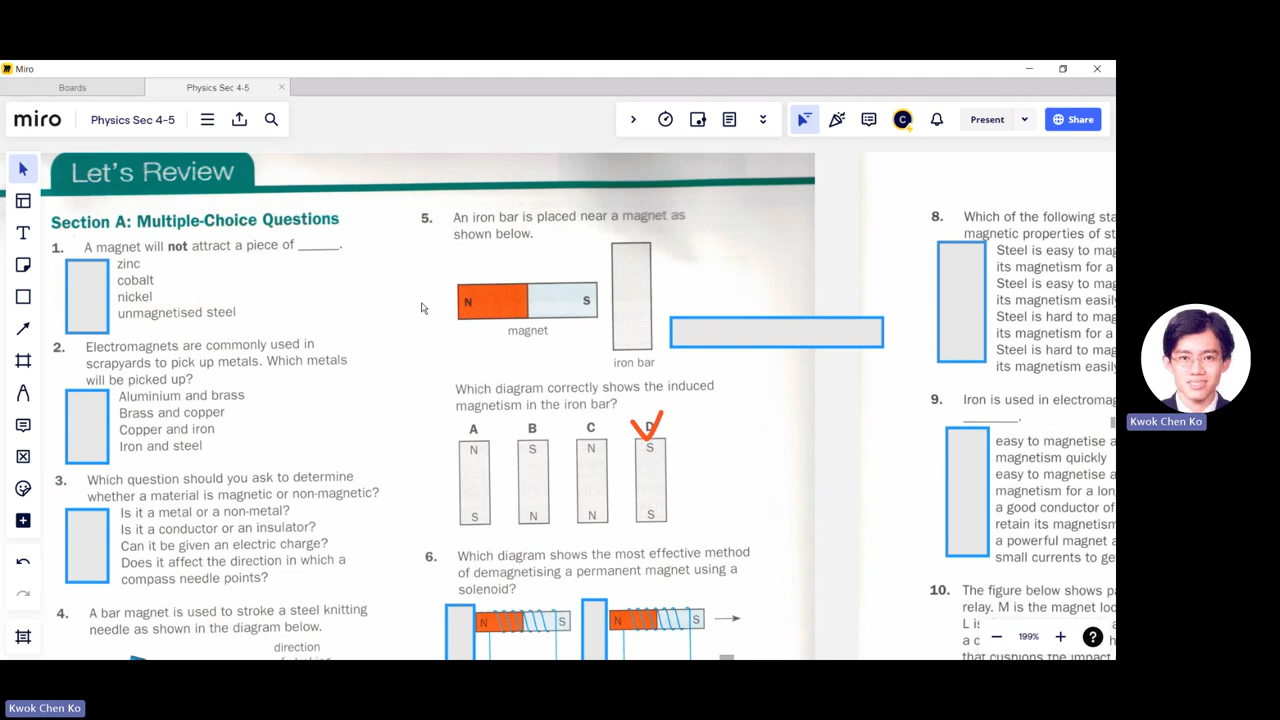 Miro
Boards
Physics Sec 4-5
miro
Physics Sec 4-5
Present
Share
Let's Review
Section A: Multiple-Choice Questions
1. A magnet will not attract a piece of ______.
zinc
cobalt
nickel
unmagnetised steel
2. Electromagnets are commonly used in
scrapyards to pick up metals. Which metals
will be picked up?
Aluminium and brass
Brass and copper
Copper and iron
Iron and steel
3. Which question should you ask to determine
whether a material is magnetic or non-magnetic?
Is it a metal or a non-metal?
Is it a conductor or an insulator?
Can it be given an electric charge?
Does it affect the direction in which a
compass needle points?
4. A bar magnet is used to stroke a steel knitting
needle as shown in the diagram below.
direction
5. An iron bar is placed near a magnet as
shown below.
N S
magnet
iron bar
Which diagram correctly shows the induced
magnetism in the iron bar?
A B C D
N S N S
S N N S
6. Which diagram shows the most effective method
of demagnetising a permanent magnet using a
solenoid?
N S N S
8. Which of the following sta
magnetic properties of st
Steel is easy to mag
its magnetism for a
Steel is easy to mag
its magnetism easily
Steel is hard to mag
its magnetism for a
Steel is hard to mag
its magnetism easily
9. Iron is used in electromag
______.
easy to magnetise a
magnetism quickly
easy to magnetise a
magnetism for a lon
a good conductor of
retain its magnetism
a powerful magnet a
small currents to ge
10. The figure below shows pa
relay. M is the magnet loc
L is
a c
that cushions the impact
199%
C
Kwok Chen Ko
Kwok Chen Ko